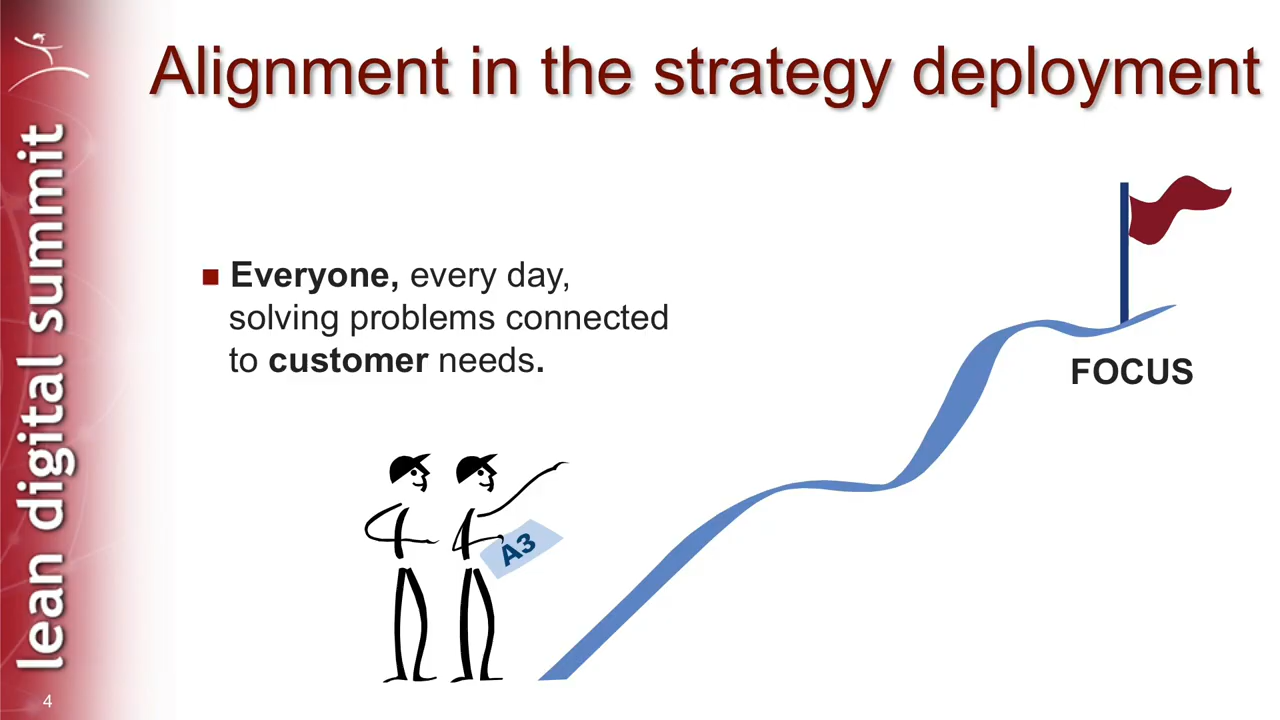 Alignment in the strategy deployment
Everyone, every day,
solving problems connected
to customer needs.
FOCUS
A3
lean digital summit
4